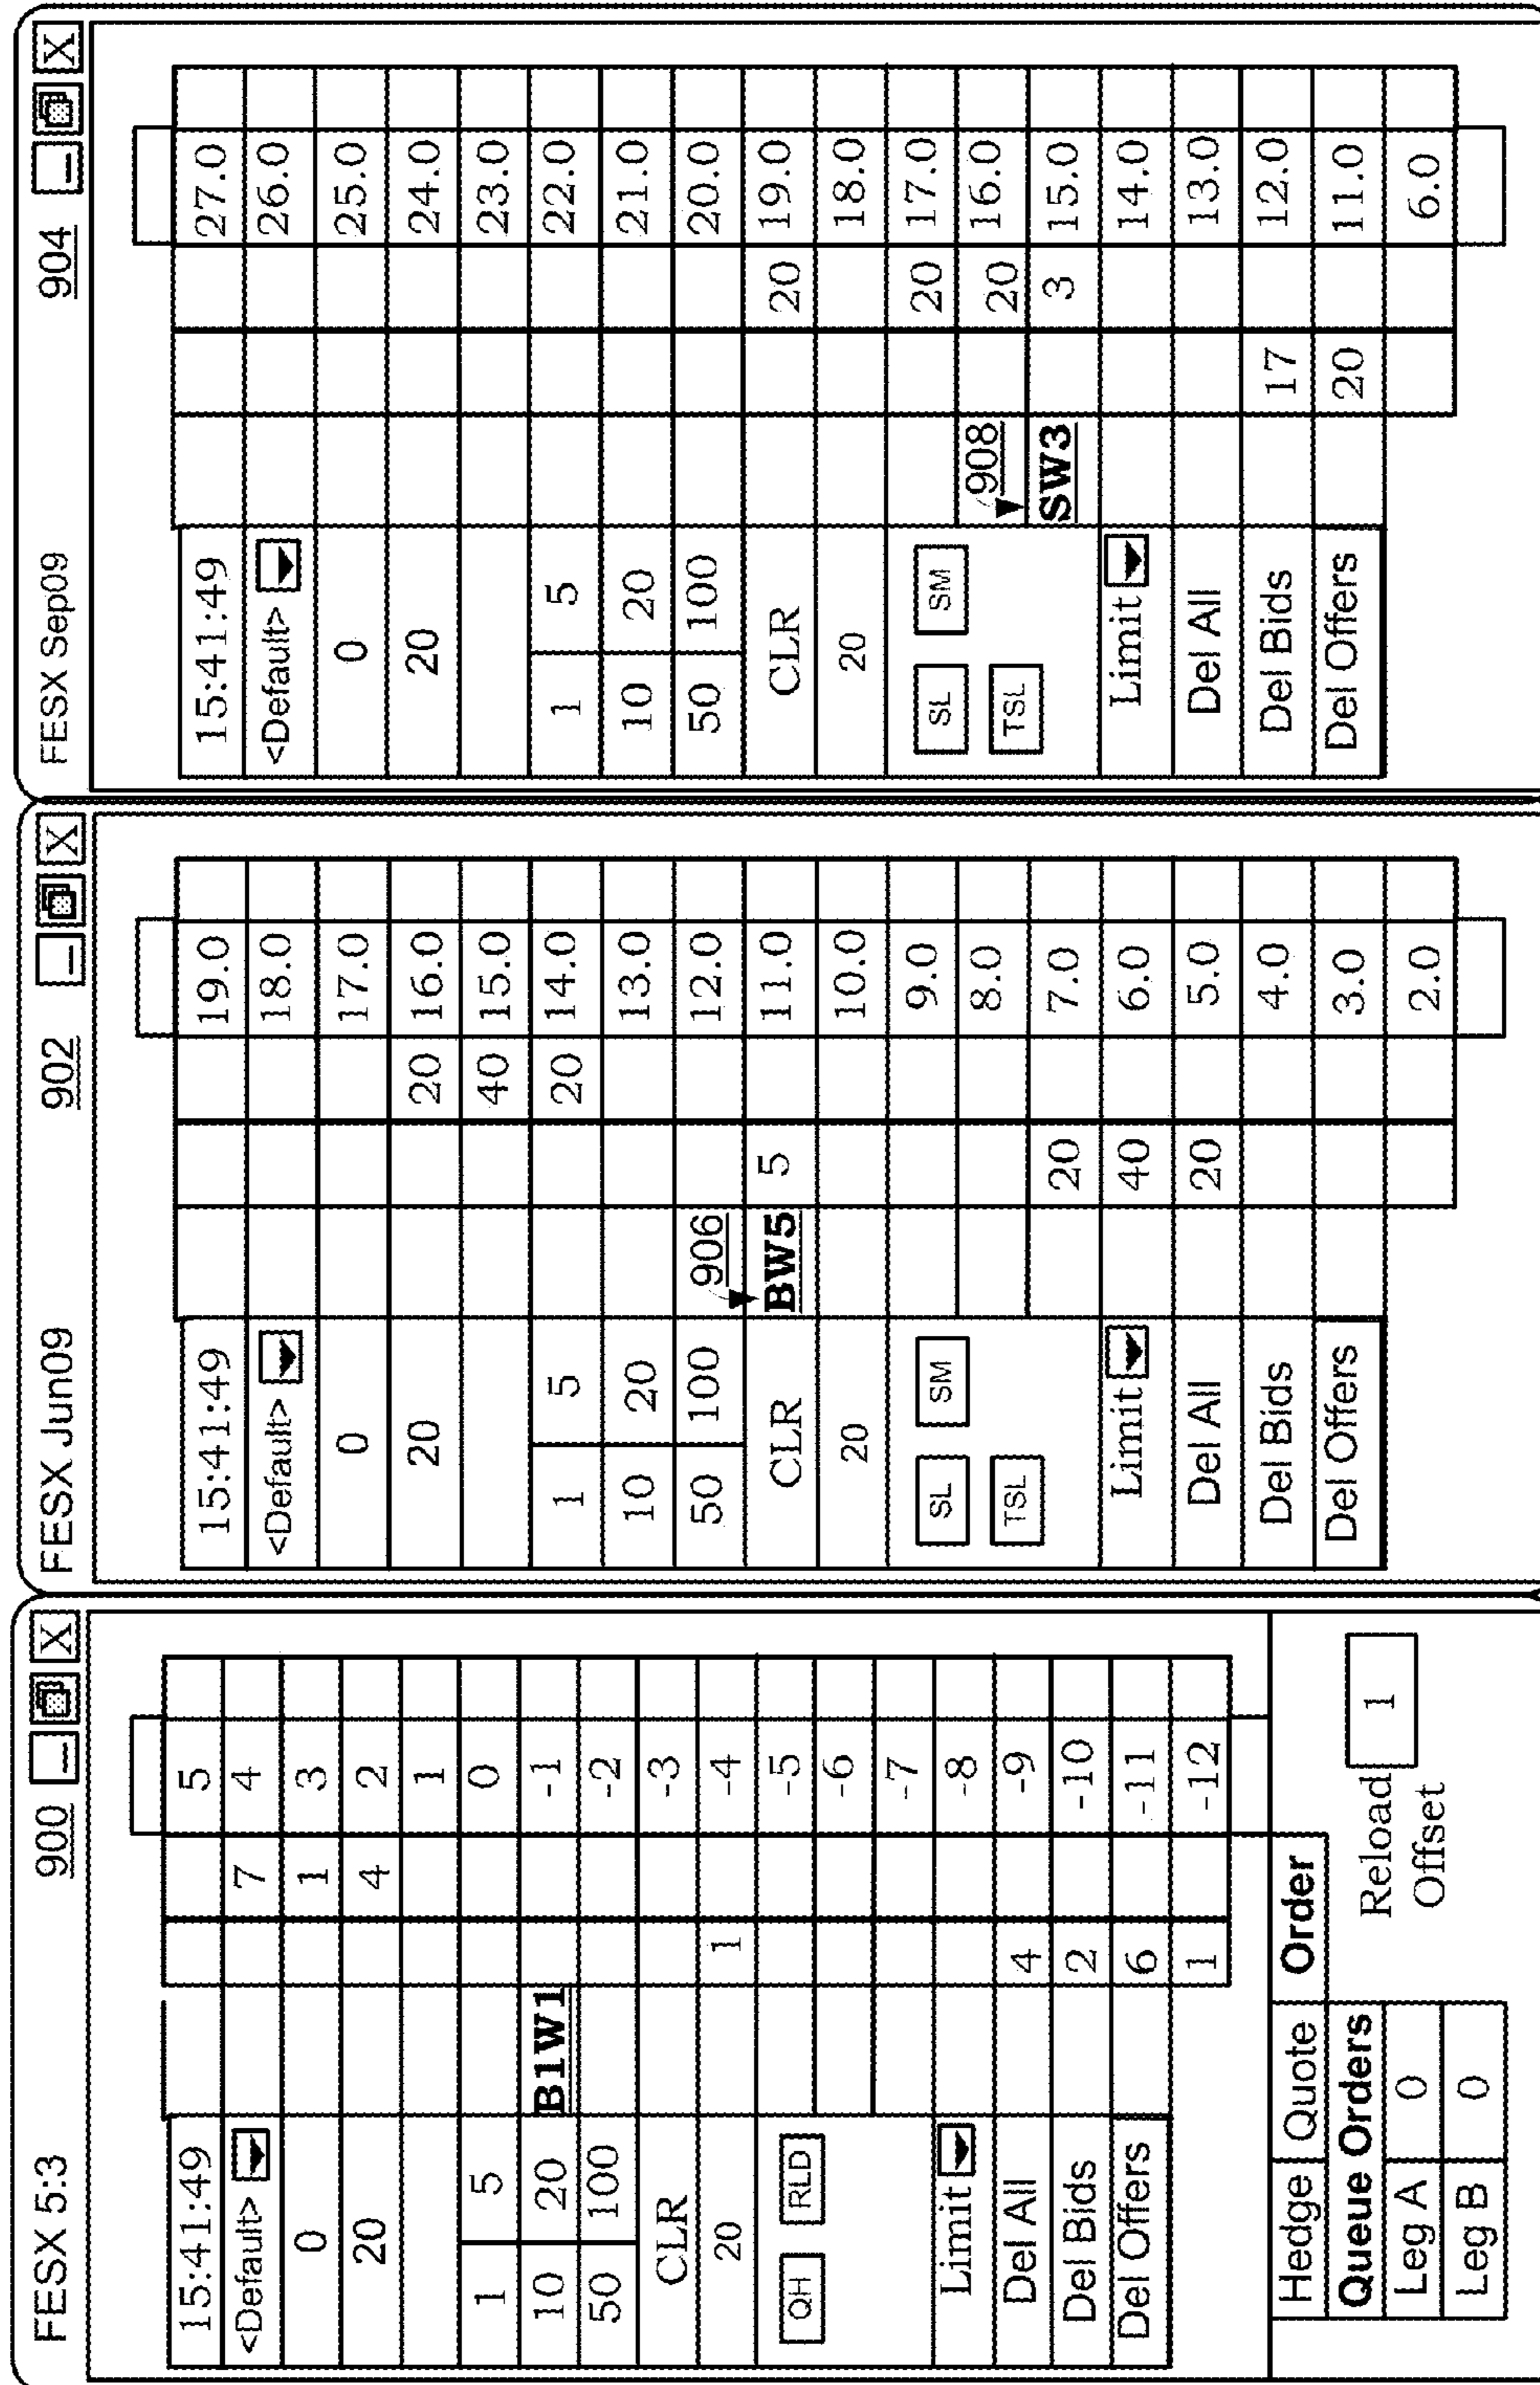 FESX 5:3 900 _ X
5
15:41:49 7 4
<Default> 1 3
0 4 2
20 1
1 5 0
10 20 B1W1 -1
50 100 -2
CLR -3
20 1 -4
-5
QH RLD -6
-7
Limit -8
Del All 4 -9
Del Bids 2 -10
Del Offers 6 -11
1 -12
Hedge Quote Order
Queue Orders
Leg A 0
Leg B 0
Reload 1
Offset
FESX Jun09 902 _ X
15:41:49 19.0
<Default> 18.0
0 17.0
20 20 16.0
40 15.0
1 5 20 14.0
10 20 13.0
50 100 906 12.0
CLR BW5 5 11.0
20 10.0
9.0
SL SM 8.0
TSL 20 7.0
Limit 40 6.0
Del All 20 5.0
Del Bids 4.0
Del Offers 3.0
2.0
FESX Sep09 904 _ X
15:41:49 27.0
<Default> 26.0
0 25.0
20 24.0
23.0
1 5 22.0
10 20 21.0
50 100 20.0
CLR 20 19.0
20 18.0
20 17.0
SL SM 908 20 16.0
TSL SW3 3 15.0
Limit 14.0
Del All 13.0
Del Bids 17 12.0
Del Offers 20 11.0
6.0